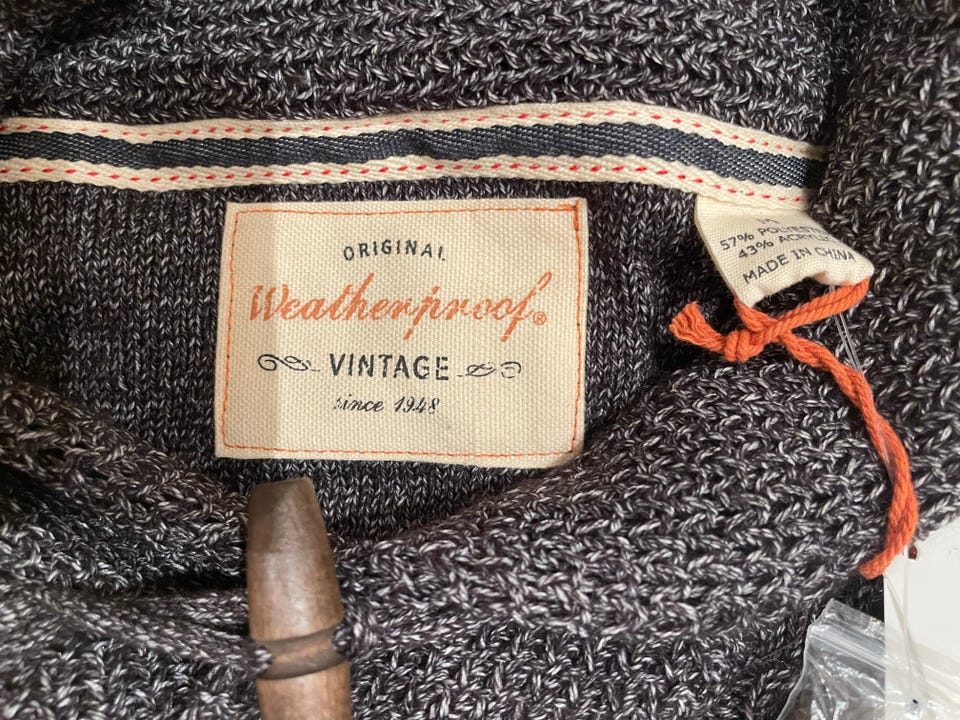 ORIGINAL
Weatherproof®
VINTAGE
since 1948
M
57% POLYESTER
43% ACRYLIC
MADE IN CHINA